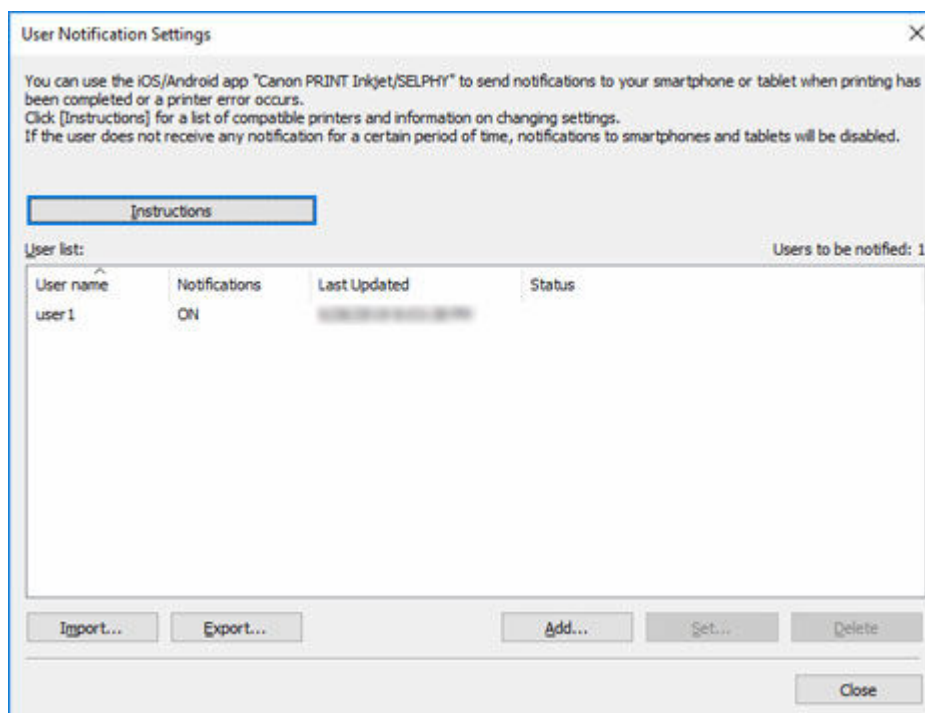 User Notification Settings
You can use the iOS/Android app "Canon PRINT Inkjet/SELPHY" to send notifications to your smartphone or tablet when printing has
been completed or a printer error occurs.
Click [Instructions] for a list of compatible printers and information on changing settings.
If the user does not receive any notification for a certain period of time, notifications to smartphones and tablets will be disabled.
Instructions
User list: Users to be notified: 1
User name Notifications Last Updated Status
user1 ON
Import... Export... Add... Set... Delete
Close